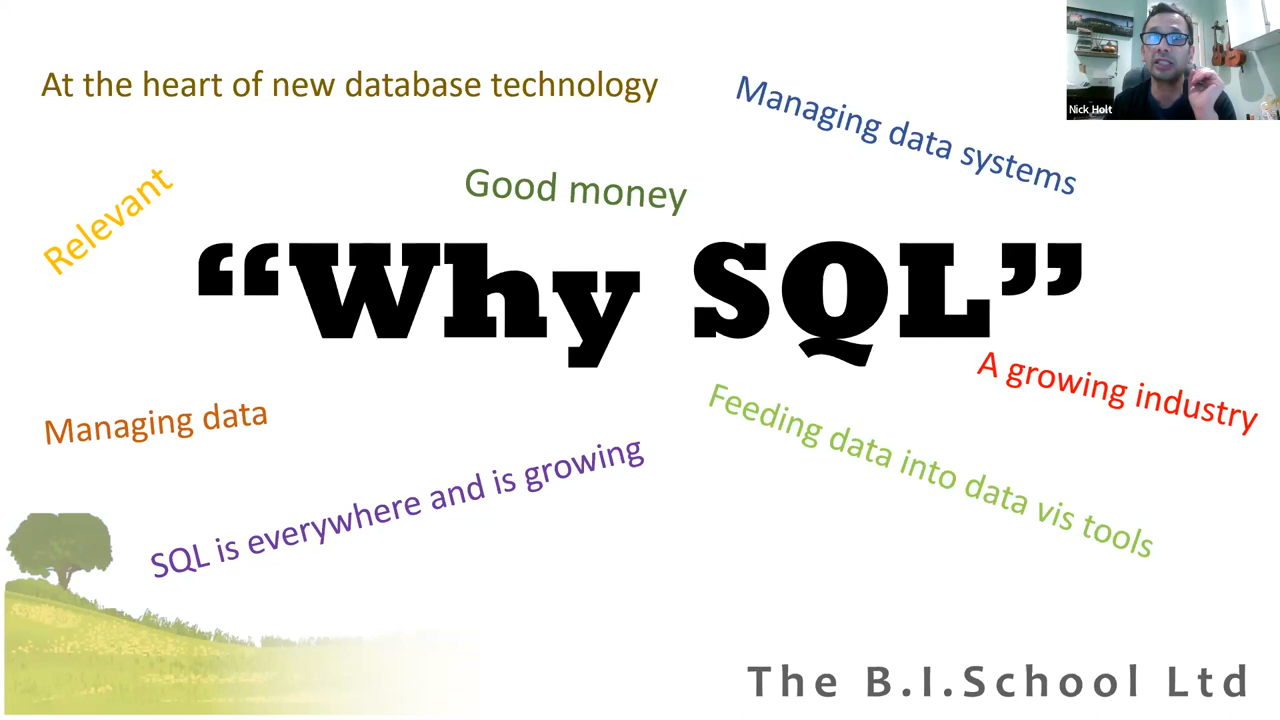 At the heart of new database technology
Managing data systems
Nick Holt
Relevant
Good money
“Why SQL”
A growing industry
Managing data
Feeding data into data vis tools
SQL is everywhere and is growing
The B.I.School Ltd